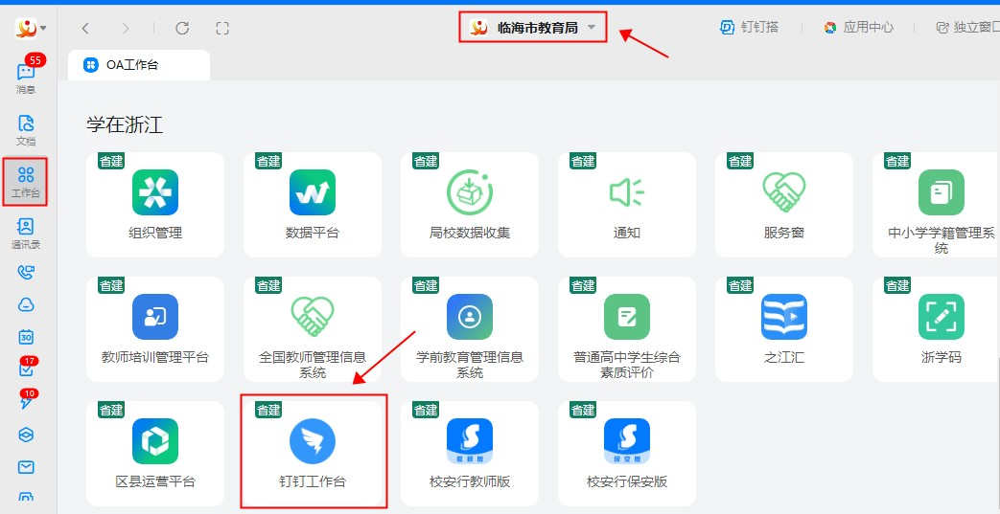 临海市教育局
钉钉搭
应用中心
独立窗口
55
消息
OA工作台
文档
学在浙江
工作台
通讯录
30
17
10
省建
组织管理
省建
数据平台
省建
局校数据收集
省建
通知
省建
服务窗
省建
中小学学籍管理系
统
省建
教师培训管理平台
省建
全国教师管理信息
系统
省建
学前教育管理信息
系统
省建
普通高中学生综合
素质评价
省建
之江汇
省建
浙学码
省建
区县运营平台
省建
钉钉工作台
省建
教师版
校安行教师版
省建
保安版
校安行保安版